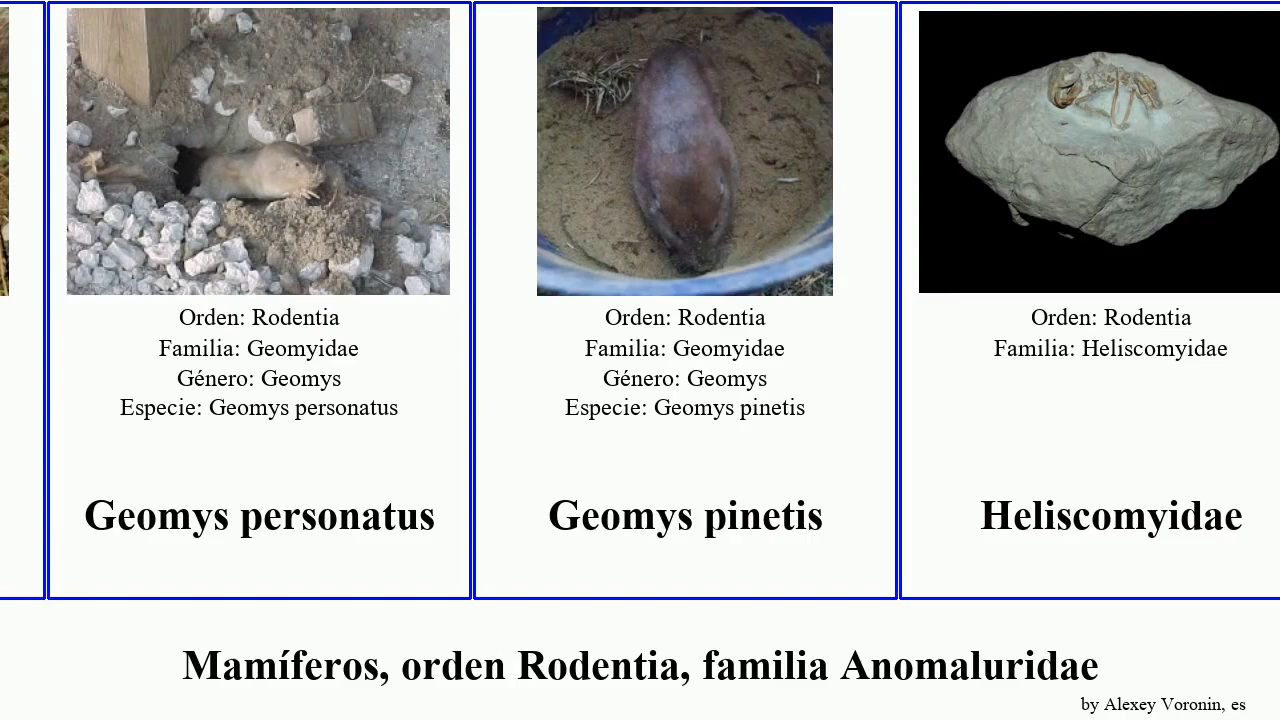 Orden: Rodentia
Familia: Geomyidae
Género: Geomys
Especie: Geomys personatus
Geomys personatus
Orden: Rodentia
Familia: Geomyidae
Género: Geomys
Especie: Geomys pinetis
Geomys pinetis
Orden: Rodentia
Familia: Heliscomyidae
Heliscomyidae
Mamíferos, orden Rodentia, familia Anomaluridae
by Alexey Voronin, es